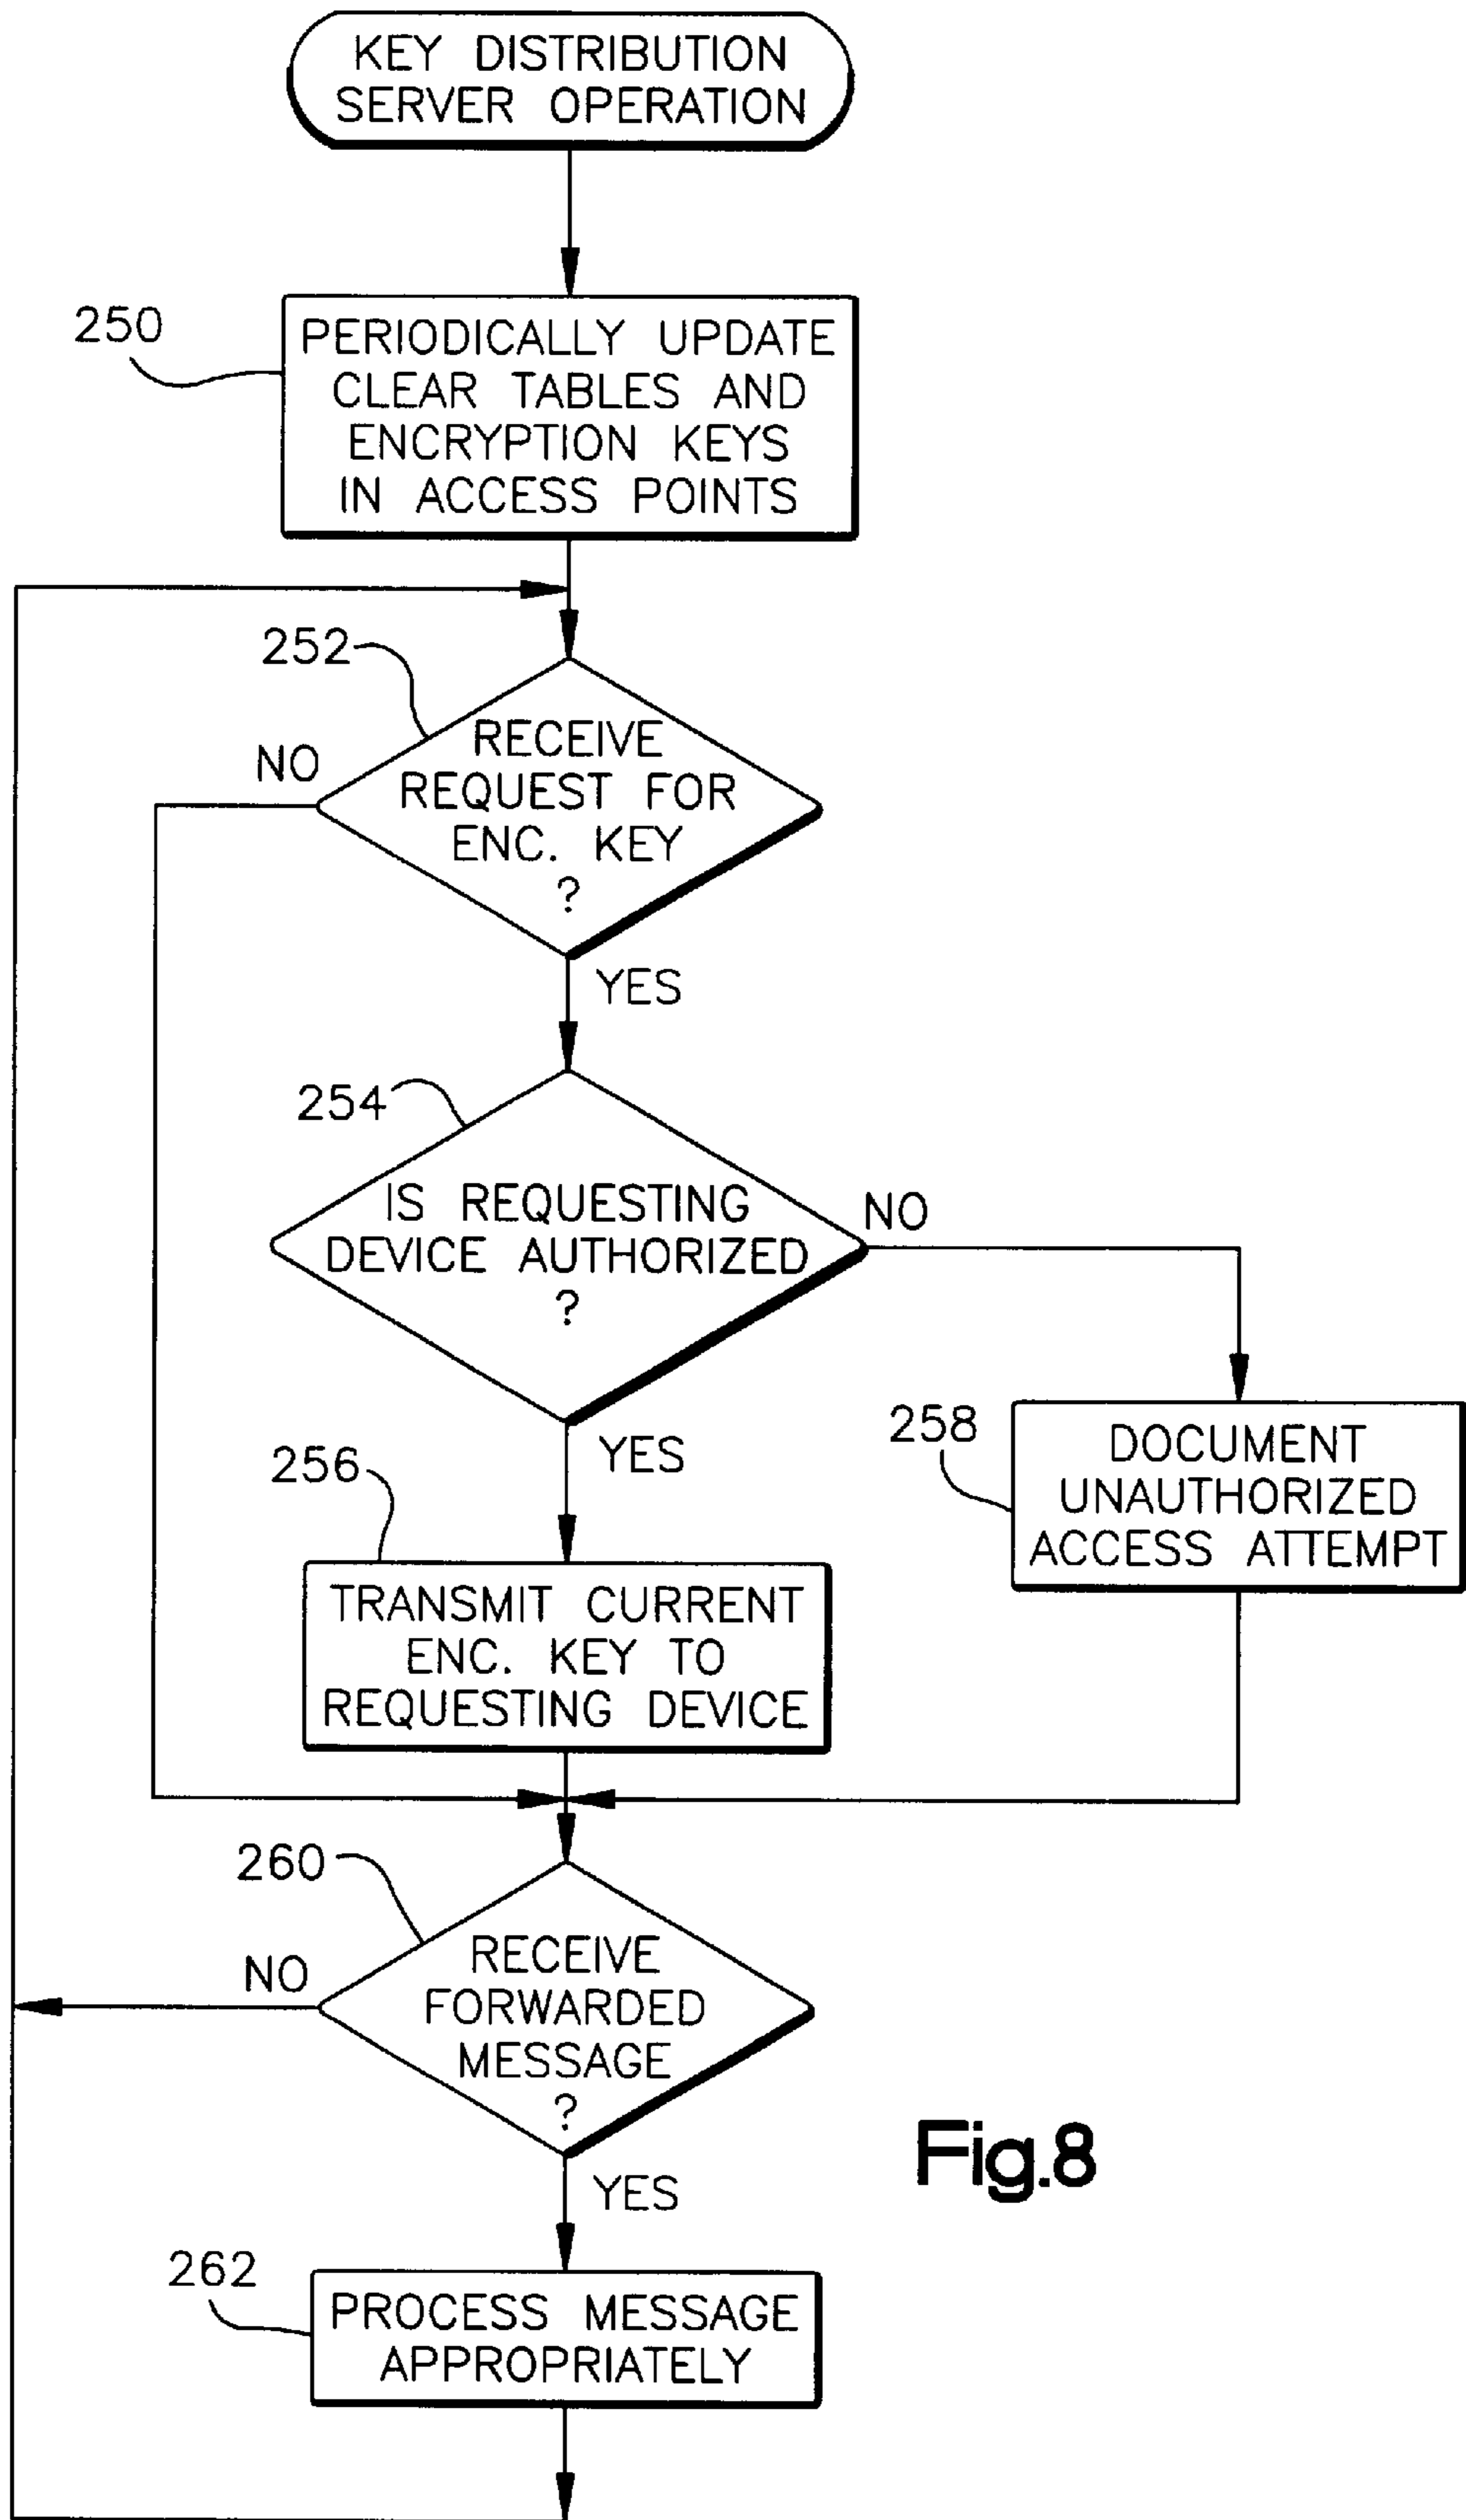 KEY DISTRIBUTION
SERVER OPERATION
250
PERIODICALLY UPDATE
CLEAR TABLES AND
ENCRYPTION KEYS
IN ACCESS POINTS
252
NO
RECEIVE
REQUEST FOR
ENC. KEY
?
YES
254
IS REQUESTING
DEVICE AUTHORIZED
?
NO
YES
256
258
DOCUMENT
UNAUTHORIZED
ACCESS ATTEMPT
TRANSMIT CURRENT
ENC. KEY TO
REQUESTING DEVICE
260
NO
RECEIVE
FORWARDED
MESSAGE
?
YES
Fig.8
262
PROCESS MESSAGE
APPROPRIATELY